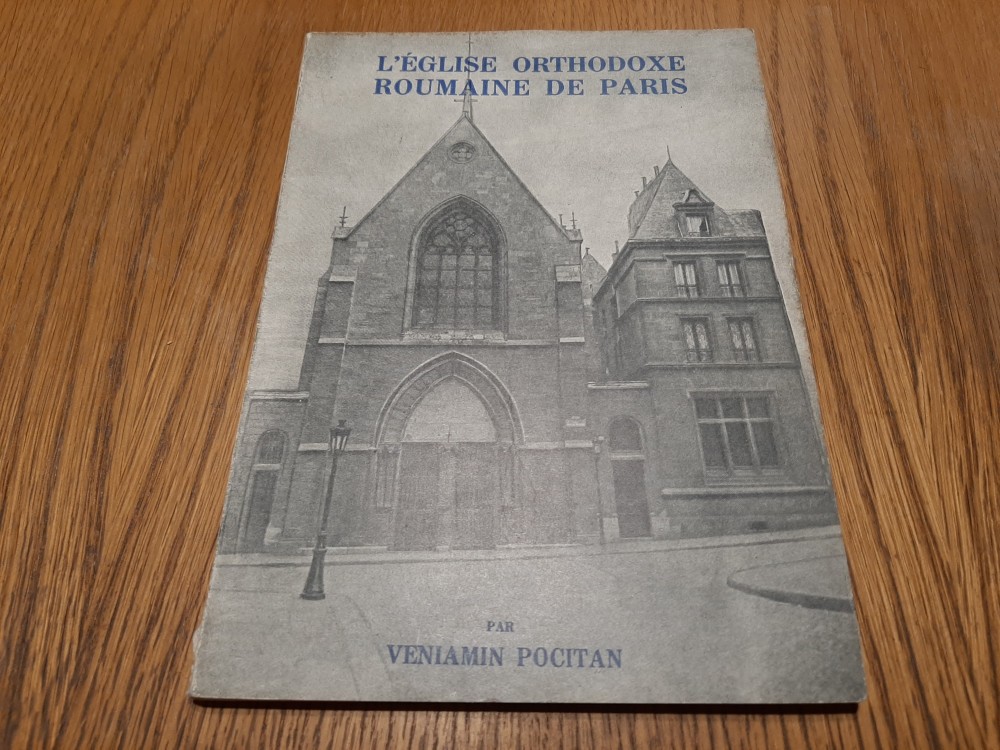 L'ÉGLISE ORTHODOXE
ROUMAINE DE PARIS
PAR
VENIAMIN POCITAN